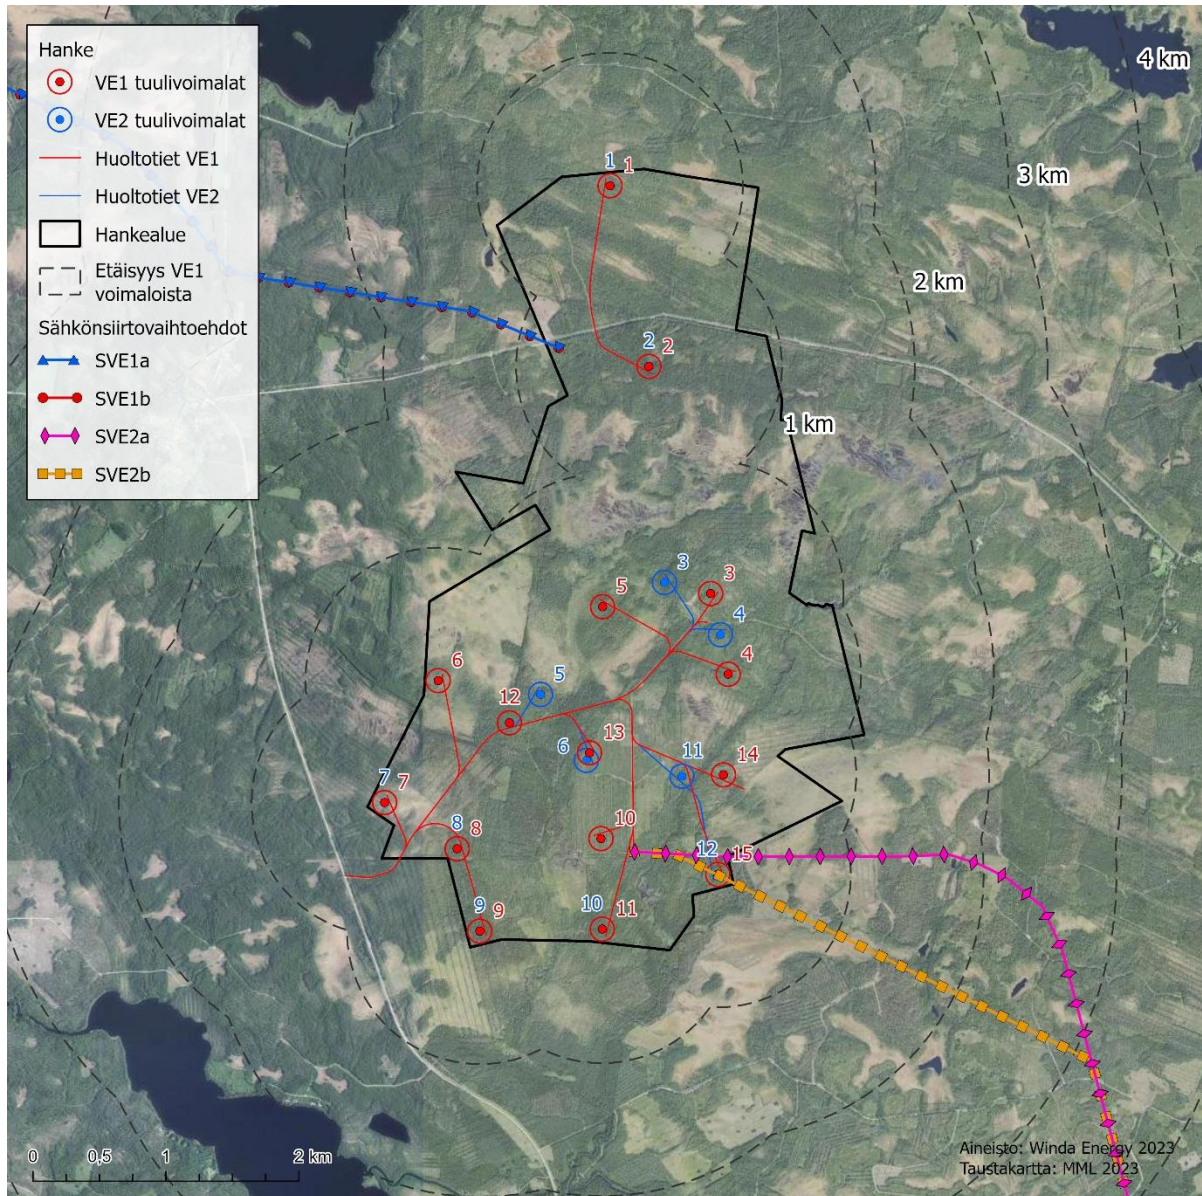 Hanke
VE1 tuulivoimalat
VE2 tuulivoimalat
Huoltotiet VE1
Huoltotiet VE2
Hankealue
Etäisyys VE1
voimaloista
Sähkönsiirtovaihtoehdot
SVE1a
SVE1b
SVE2a
SVE2b
4 km
3 km
2 km
1 km
1 1
2 2
3 3
5
4
4
6
5
12
13
6
11 14
7 7
8 8
10
12 15
9 9
10 11
0 0,5 1 2 km
Aineisto: Winda Energy 2023
Taustakartta: MML 2023